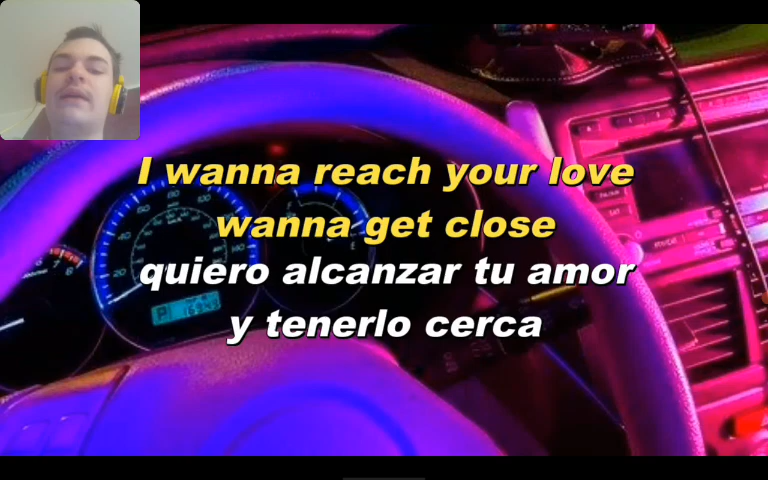 I wanna reach your love
wanna get close
quiero alcanzar tu amor
y tenerlo cerca